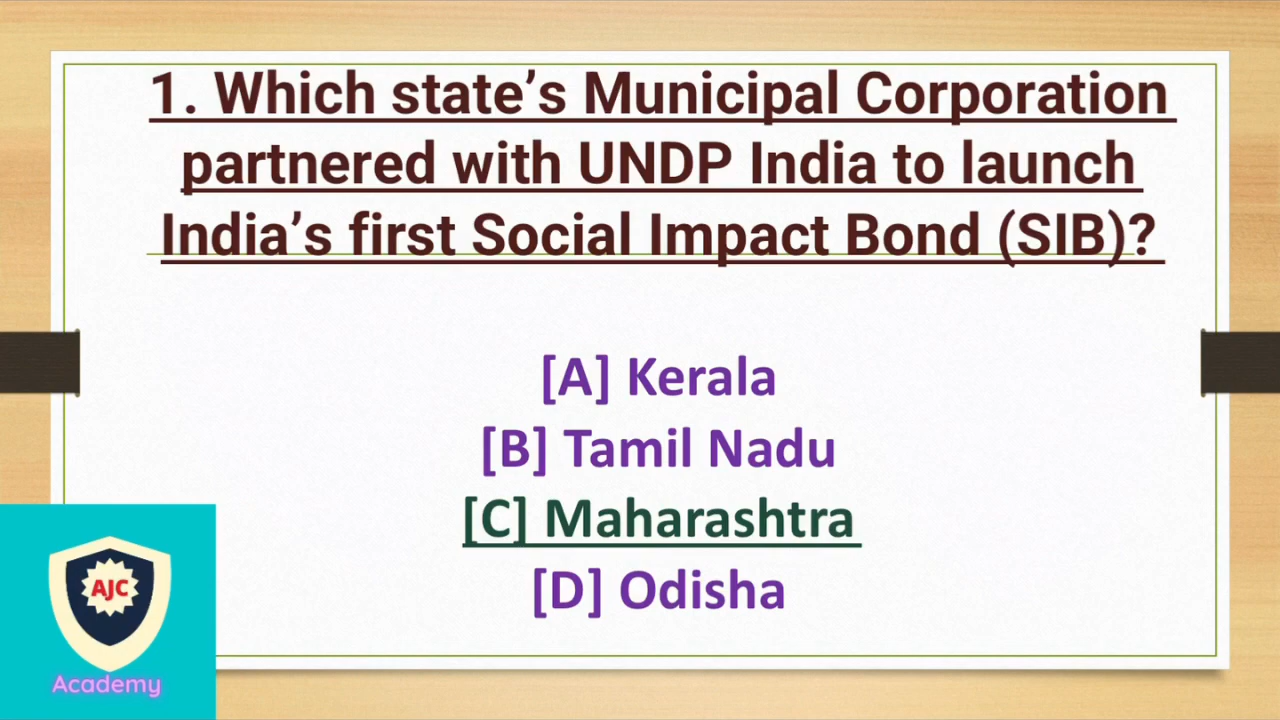 1. Which state’s Municipal Corporation
partnered with UNDP India to launch
India’s first Social Impact Bond (SIB)?
[A] Kerala
[B] Tamil Nadu
[C] Maharashtra
[D] Odisha
AJC
Academy